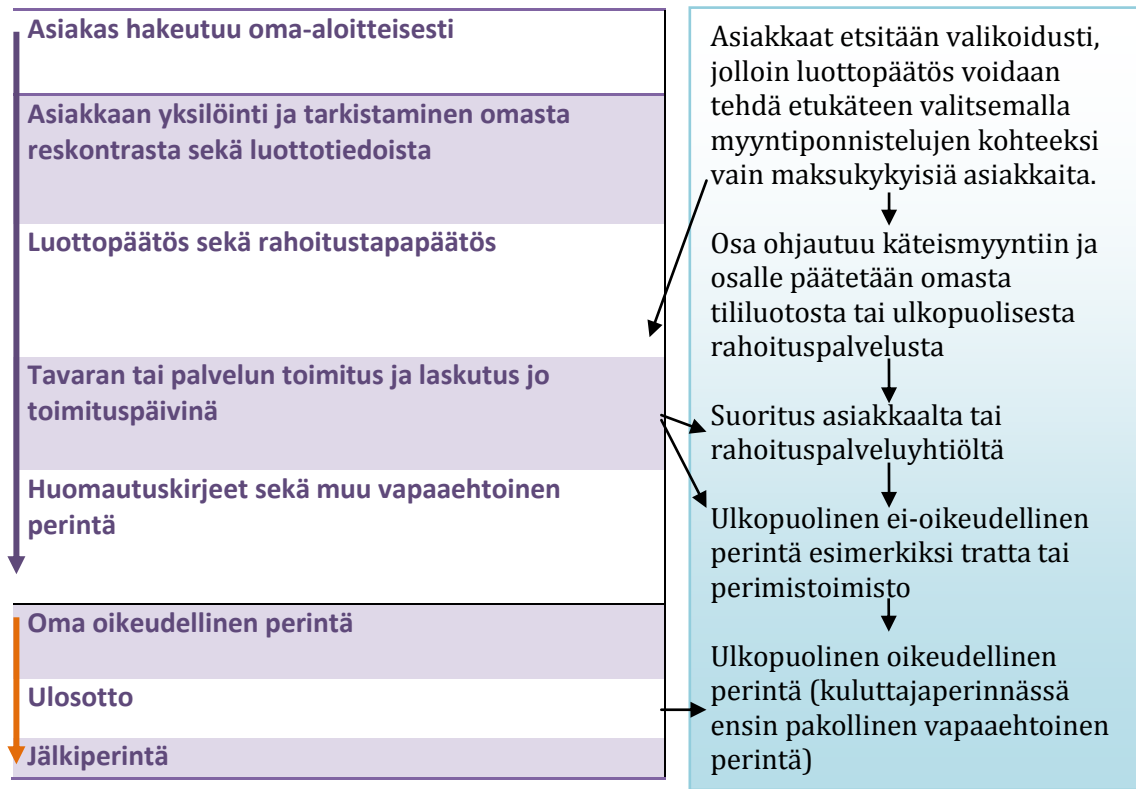 Asiakas hakeutuu oma-aloitteisesti
Asiakkaan yksilöinti ja tarkistaminen omasta
reskontrasta sekä luottotiedoista
Luottopäätös sekä rahoitustapapäätös
Tavaran tai palvelun toimitus ja laskutus jo
toimituspäivinä
Huomautuskirjeet sekä muu vapaaehtoinen
perintä
Oma oikeudellinen perintä
Ulosotto
Jälkiperintä
Asiakkaat etsitään valikoidusti,
jolloin luottopäätös voidaan
tehdä etukäteen valitsemalla
myyntiponnistelujen kohteeksi
vain maksukykyisiä asiakkaita.
Osa ohjautuu käteismyyntiin ja
osalle päätetään omasta
tililuotosta tai ulkopuolisesta
rahoituspalvelusta
Suoritus asiakkaalta tai
rahoituspalveluyhtiöltä
Ulkopuolinen ei-oikeudellinen
perintä esimerkiksi tratta tai
perimistoimisto
Ulkopuolinen oikeudellinen
perintä (kuluttajaperinnässä
ensin pakollinen vapaaehtoinen
perintä)